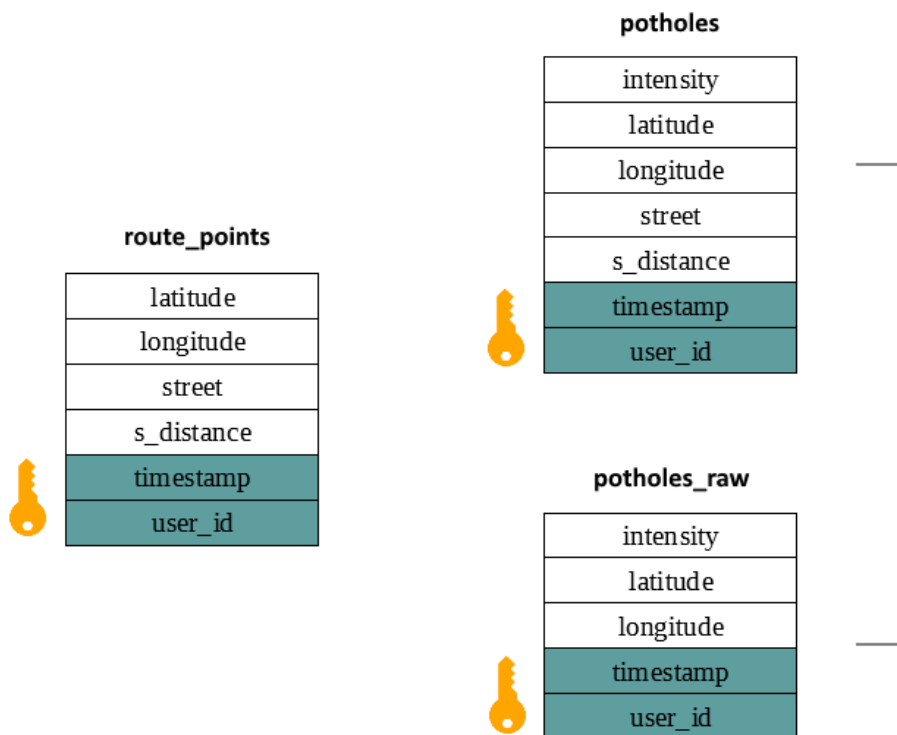 potholes
intensity
latitude
longitude
street
s_distance
timestamp
user_id
route_points
latitude
longitude
street
s_distance
timestamp
user_id
potholes_raw
intensity
latitude
longitude
timestamp
user_id